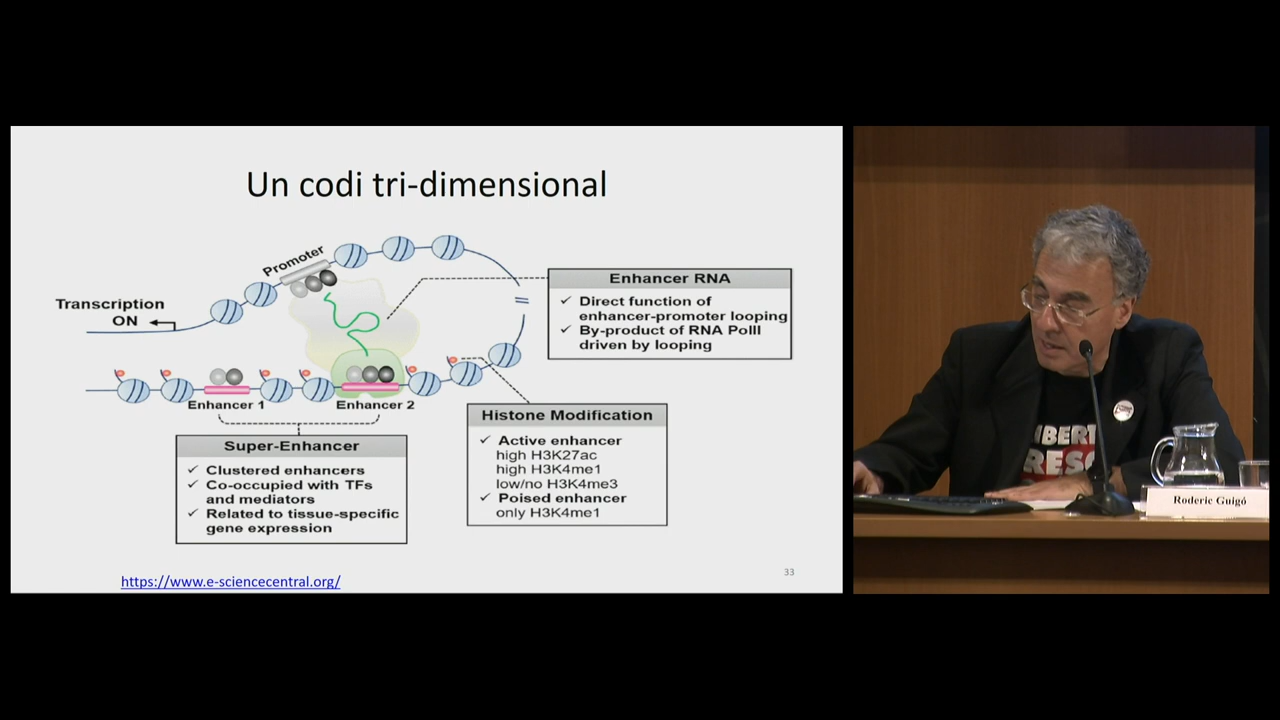 Un codi tri-dimensional
Promoter
Transcription
ON
Enhancer RNA
✓ Direct function of
enhancer-promoter looping
✓ By-product of RNA PolII
driven by looping
Enhancer 1
Enhancer 2
Histone Modification
✓ Active enhancer
high H3K27ac
high H3K4me1
low/no H3K4me3
✓ Poised enhancer
only H3K4me1
Super-Enhancer
✓ Clustered enhancers
✓ Co-occupied with TFs
and mediators
✓ Related to tissue-specific
gene expression
https://www.e-sciencecentral.org/
33
Roderic Guigó